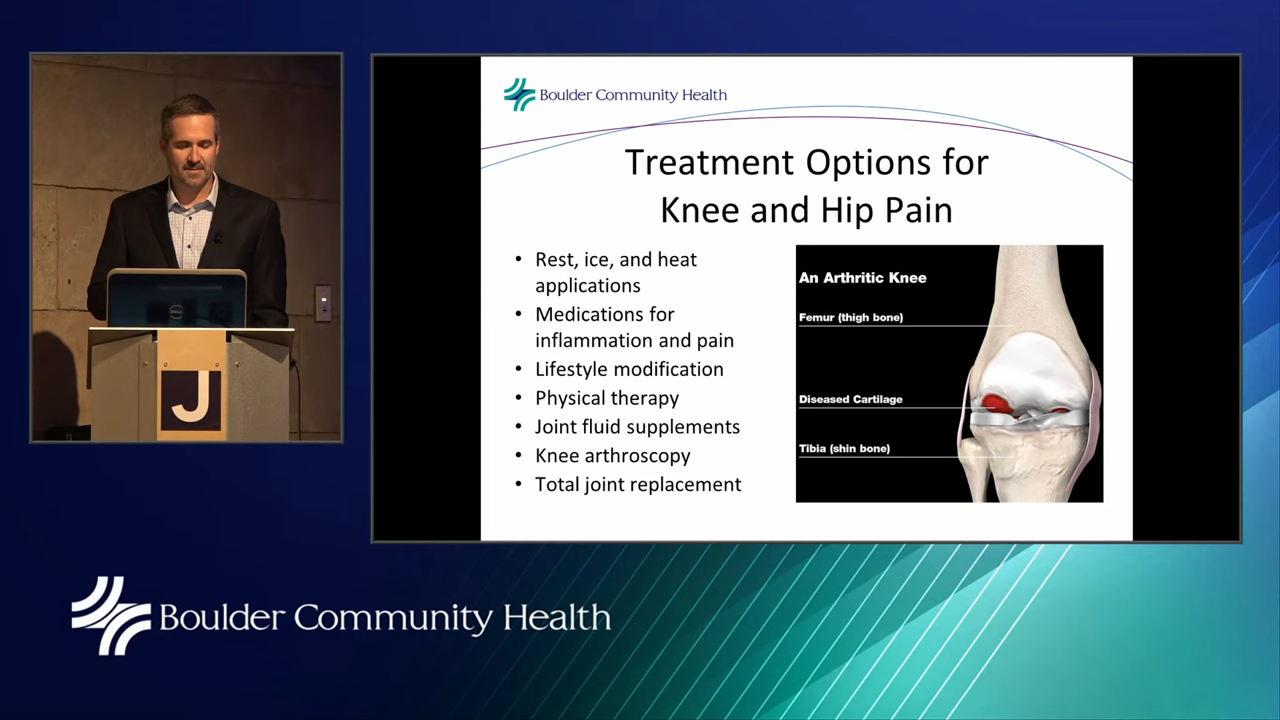 Boulder Community Health
Treatment Options for
Knee and Hip Pain
• Rest, ice, and heat
applications
• Medications for
inflammation and pain
• Lifestyle modification
• Physical therapy
• Joint fluid supplements
• Knee arthroscopy
• Total joint replacement
An Arthritic Knee
Femur (thigh bone)
Diseased Cartilage
Tibia (shin bone)
DELL
J
Boulder Community Health